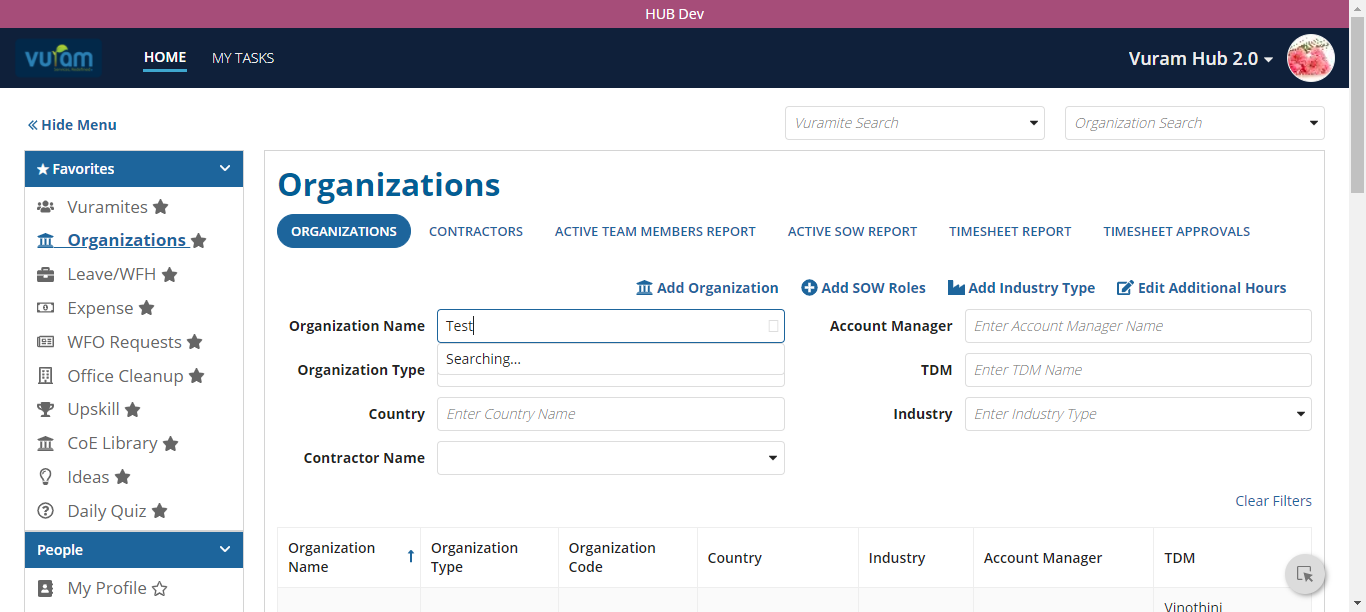 HUB Dev
vuram
HOME
MY TASKS
Vuram Hub 2.0
Hide Menu
Vuramite Search
Organization Search
Favorites
Vuramites
Organizations
Leave/WFH
Expense
WFO Requests
Office Cleanup
Upskill
CoE Library
Ideas
Daily Quiz
People
My Profile
Organizations
ORGANIZATIONS
CONTRACTORS
ACTIVE TEAM MEMBERS REPORT
ACTIVE SOW REPORT
TIMESHEET REPORT
TIMESHEET APPROVALS
Add Organization
Add SOW Roles
Add Industry Type
Edit Additional Hours
Organization Name
Test
Searching...
Account Manager
Enter Account Manager Name
Organization Type
TDM
Enter TDM Name
Country
Enter Country Name
Industry
Enter Industry Type
Contractor Name
Clear Filters
Organization
Name
Organization
Type
Organization
Code
Country
Industry
Account Manager
TDM
Vinothini